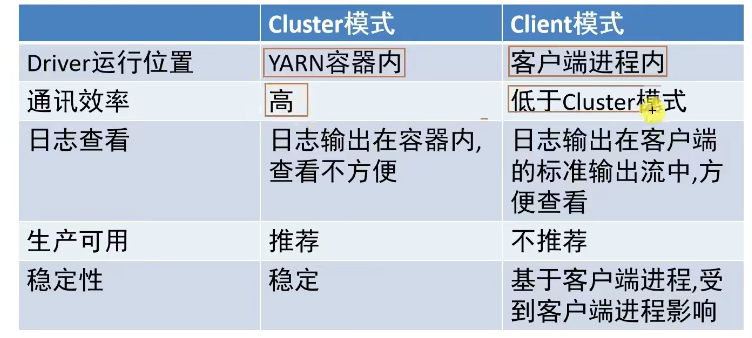 Cluster模式 Client模式
Driver运行位置 YARN容器内 客户端进程内
通讯效率 高 低于Cluster模式
日志查看 日志输出在容器内, 日志输出在客户端
查看不方便 的标准输出流中,方
便查看
生产可用 推荐 不推荐
稳定性 稳定 基于客户端进程,受
到客户端进程影响